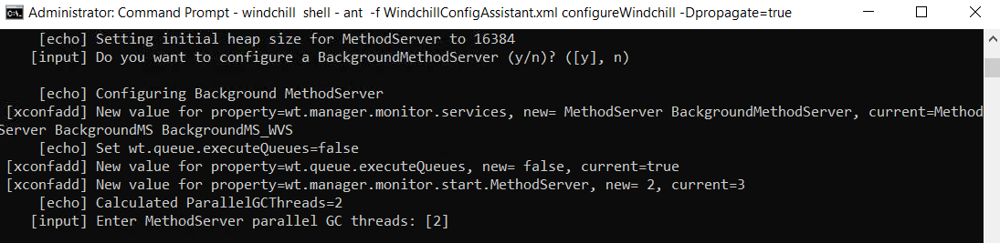 Administrator: Command Prompt - windchill  shell - ant  -f WindchillConfigAssistant.xml configureWindchill -Dpropagate=true
     [echo] Setting initial heap size for MethodServer to 16384
    [input] Do you want to configure a BackgroundMethodServer (y/n)? ([y], n)
     [echo] Configuring Background MethodServer
 [xconfadd] New value for property=wt.manager.monitor.services, new= MethodServer BackgroundMethodServer, current=Method
Server BackgroundMS BackgroundMS_WVS
     [echo] Set wt.queue.executeQueues=false
 [xconfadd] New value for property=wt.queue.executeQueues, new= false, current=true
 [xconfadd] New value for property=wt.manager.monitor.start.MethodServer, new= 2, current=3
     [echo] Calculated ParallelGCThreads=2
    [input] Enter MethodServer parallel GC threads: [2]